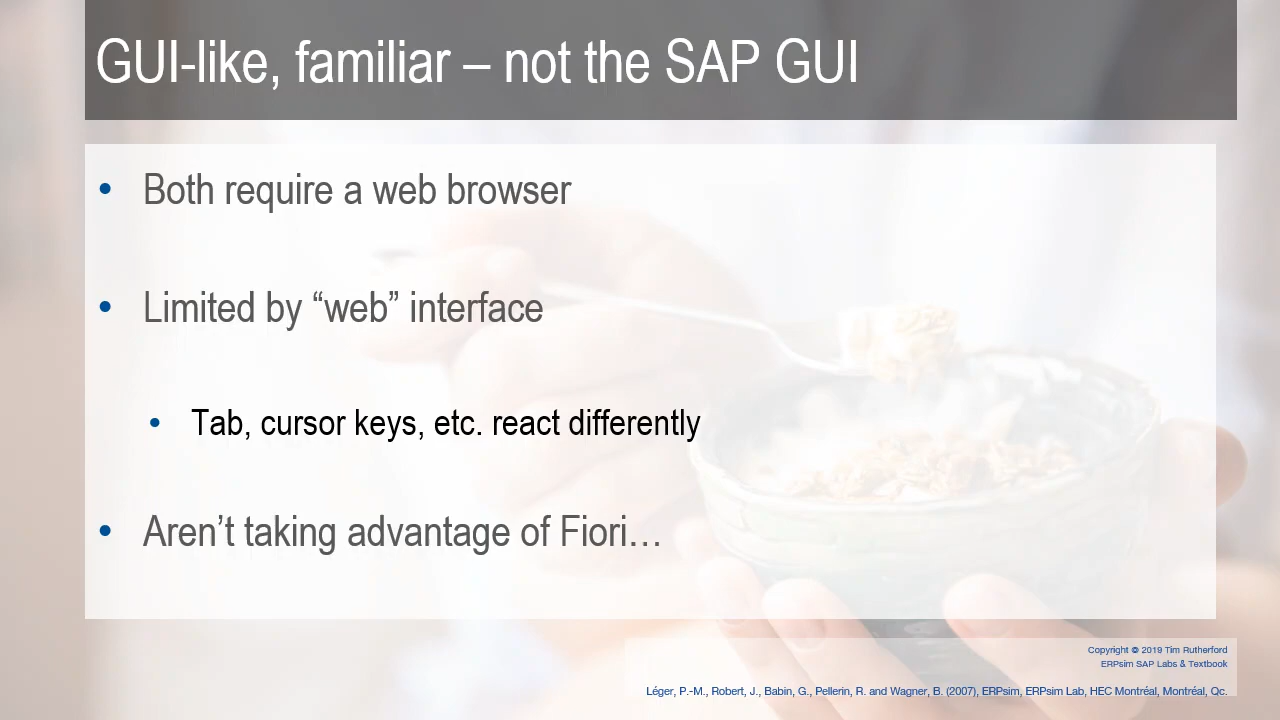 GUI-like, familiar – not the SAP GUI
• Both require a web browser
• Limited by “web” interface
• Tab, cursor keys, etc. react differently
• Aren’t taking advantage of Fiori…
Copyright © 2019 Tim Rutherford
ERPsim SAP Labs & Textbook
Léger, P.-M., Robert, J., Babin, G., Pellerin, R. and Wagner, B. (2007), ERPsim, ERPsim Lab, HEC Montréal, Montréal, Qc.